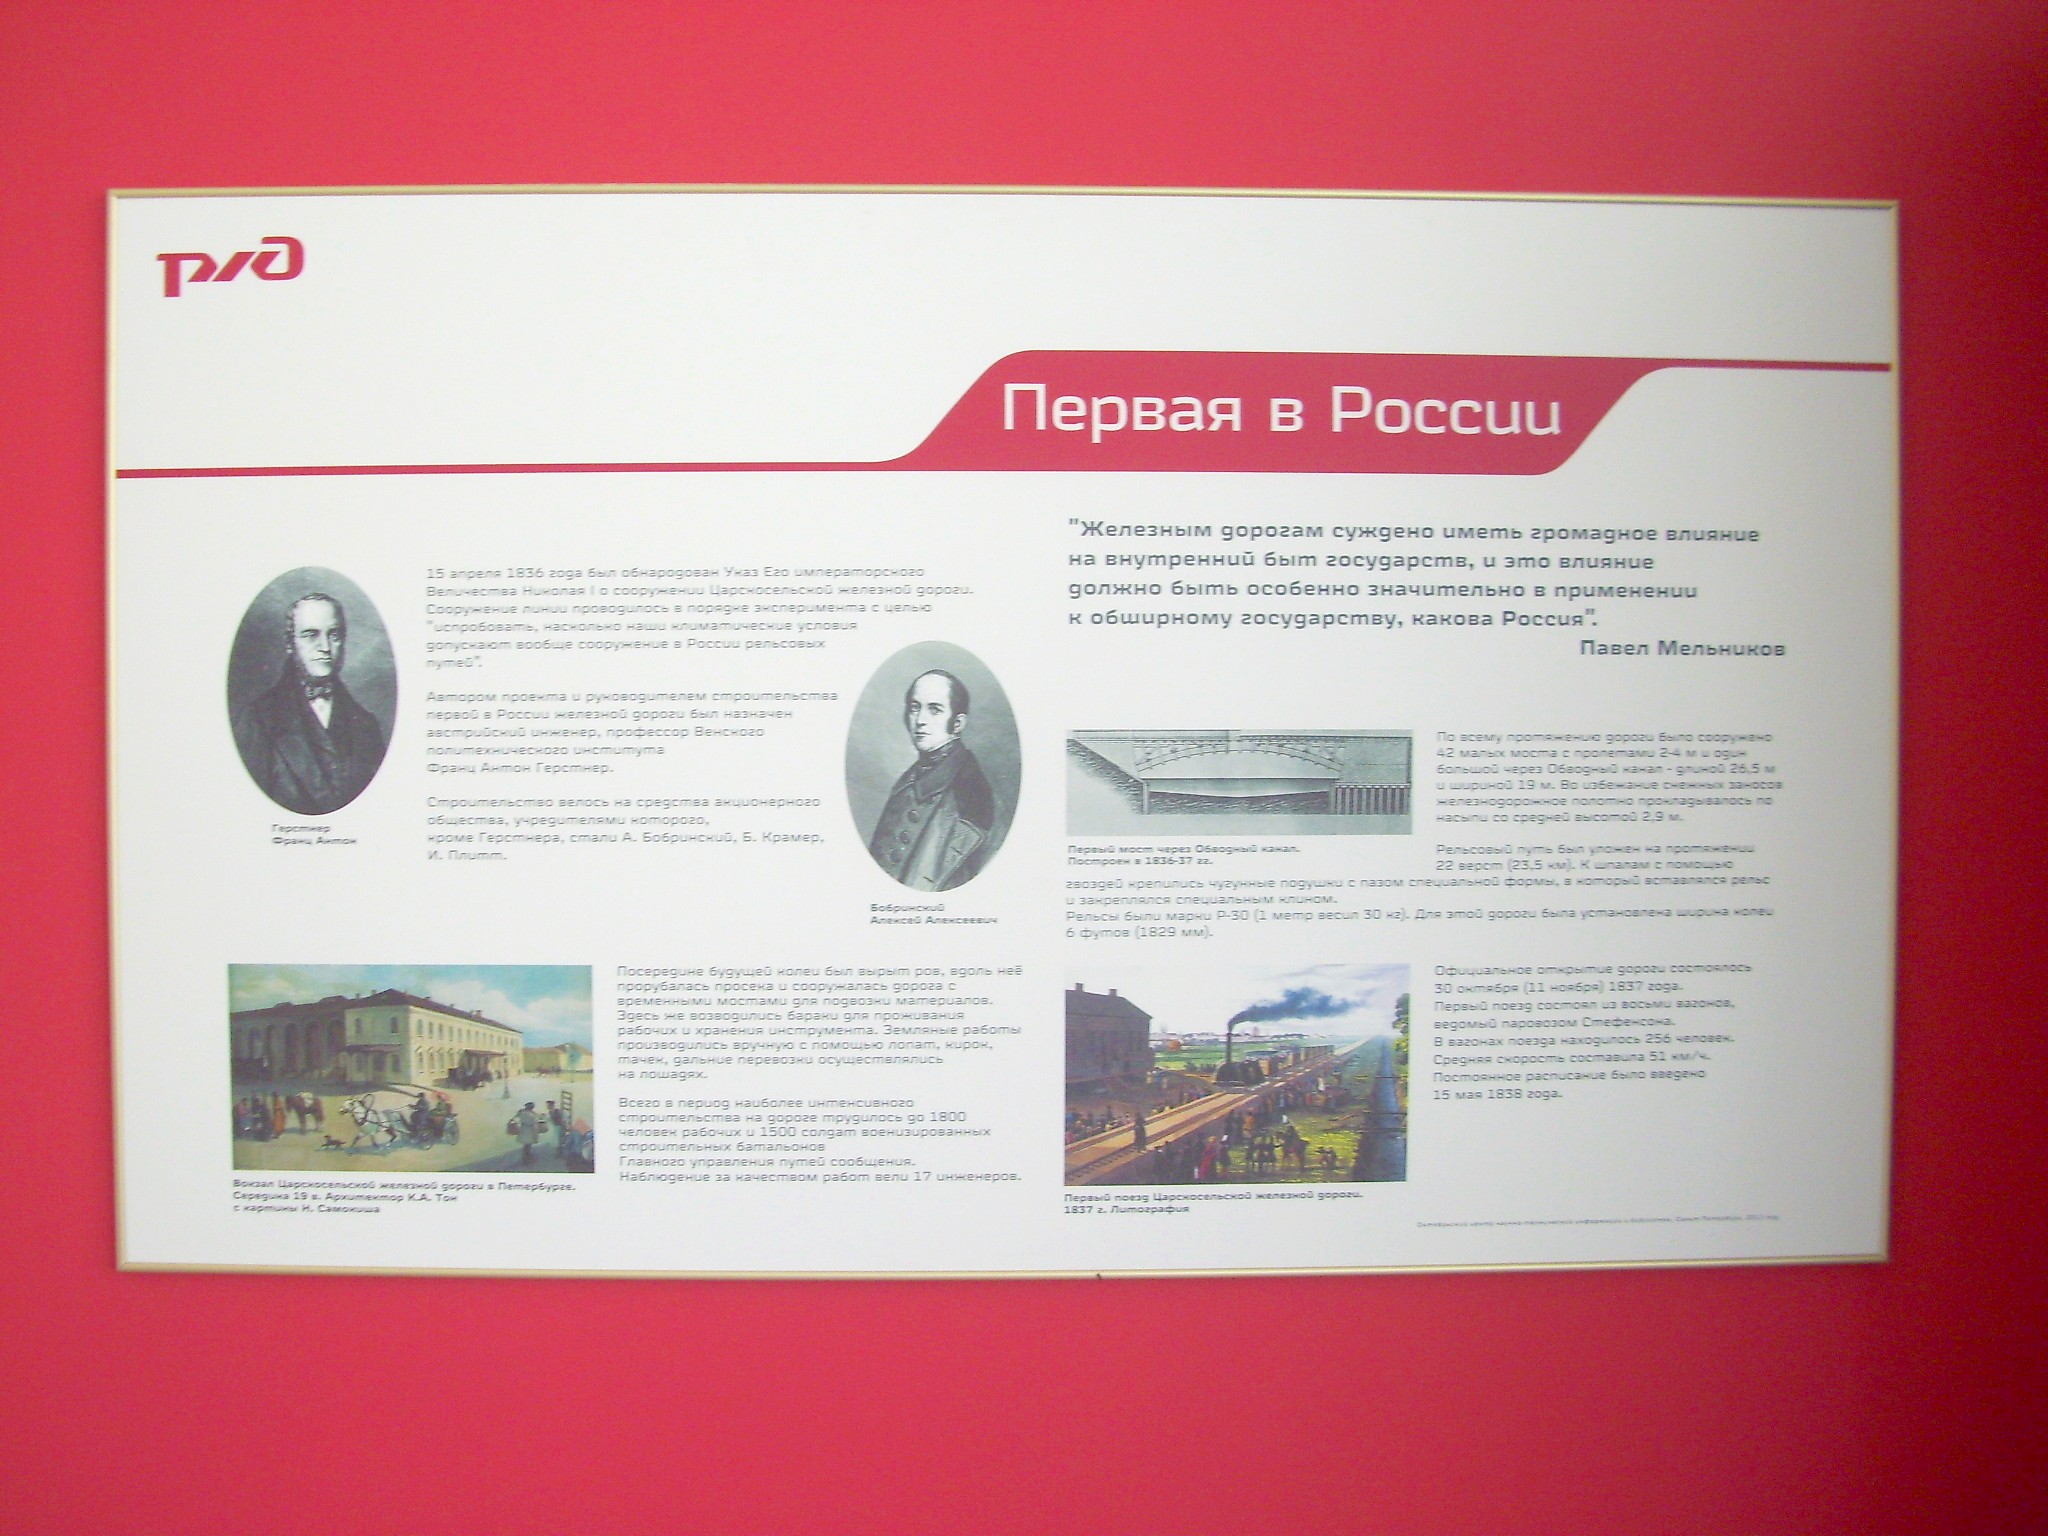 РЖД
Первая в России
15 апреля 1836 года был обнародован Указ Его императорского
Величества Николая I о сооружении Царскосельской железной дороги.
Сооружение линии проводилось в порядке эксперимента с целью
"испробовать, насколько наши климатические условия
допускают вообще сооружение в России рельсовых
путей".
Автором проекта и руководителем строительства
первой в России железной дороги был назначен
австрийский инженер, профессор Венского
политехнического института
Франц Антон Герстнер.
Строительство велось на средства акционерного
общества, учредителями которого,
кроме Герстнера, стали А. Бобринский, Б. Крамер,
И. Плитт.
Герстнер
Франц Антон
Бобринский
Алексей Алексеевич
Посередине будущей колеи был вырыт ров, вдоль неё
прорубалась просека и сооружалась дорога с
временными мостами для подвозки материалов.
Здесь же возводились бараки для проживания
рабочих и хранения инструмента. Земляные работы
производились вручную с помощью лопат, кирок,
тачек, дальние перевозки осуществлялись
на лошадях.
Всего в период наиболее интенсивного
строительства на дороге трудилось до 1800
человек рабочих и 1500 солдат военизированных
строительных батальонов
Главного управления путей сообщения.
Наблюдение за качеством работ вели 17 инженеров.
Вокзал Царскосельской железной дороги в Петербурге.
Середина 19 в. Архитектор К.А. Тон
с картины Н. Самокиша
"Железным дорогам суждено иметь громадное влияние
на внутренний быт государств, и это влияние
должно быть особенно значительно в применении
к обширному государству, какова Россия".
Павел Мельников
По всему протяжению дороги было сооружено
42 малых моста с пролетами 2-4 м и один
большой через Обводный канал - длиной 26,5 м
и шириной 19 м. Во избежание снежных заносов
железнодорожное полотно прокладывалось по
насыпи со средней высотой 2,9 м.
Первый мост через Обводный канал.
Построен в 1836-37 гг.
Рельсовый путь был уложен на протяжении
22 верст (23,5 км). К шпалам с помощью
гвоздей крепились чугунные подушки с пазом специальной формы, в который вставлялся рельс
и закреплялся специальным клином.
Рельсы были марки Р-30 (1 метр весил 30 кг). Для этой дороги была установлена ширина колеи
6 футов (1829 мм).
Официальное открытие дороги состоялось
30 октября (11 ноября) 1837 года.
Первый поезд состоял из восьми вагонов,
ведомый паровозом Стефенсона.
В вагонах поезда находилось 256 человек.
Средняя скорость составила 51 км/ч.
Постоянное расписание было введено
15 мая 1838 года.
Первый поезд Царскосельской железной дороги.
1837 г. Литография
Октябрьский центр научно-технической информации и библиотек, Санкт-Петербург,